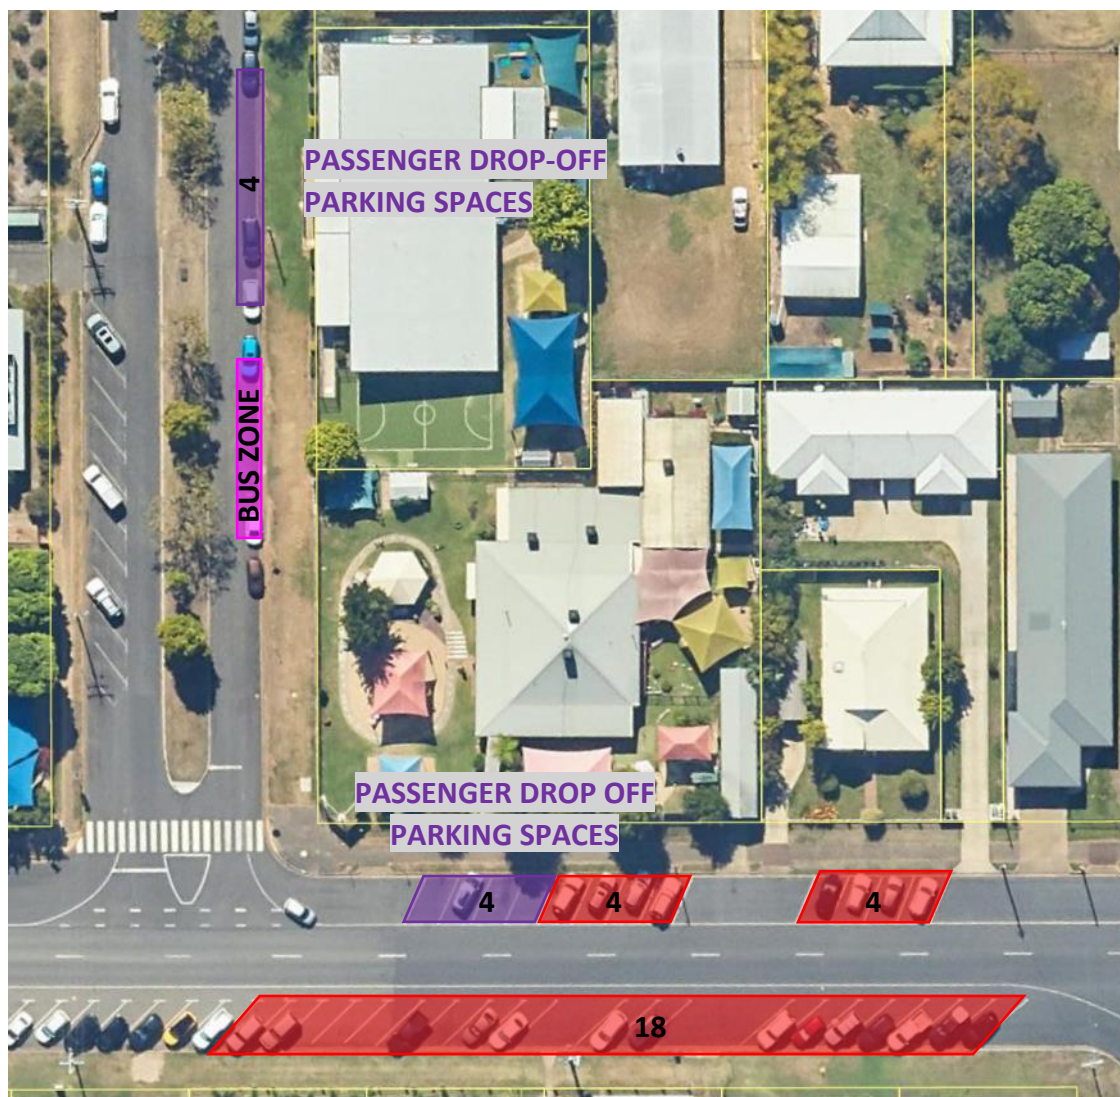 PASSENGER DROP-OFF
PARKING SPACES
4
BUS ZONE
PASSENGER DROP OFF
PARKING SPACES
4
4
4
18